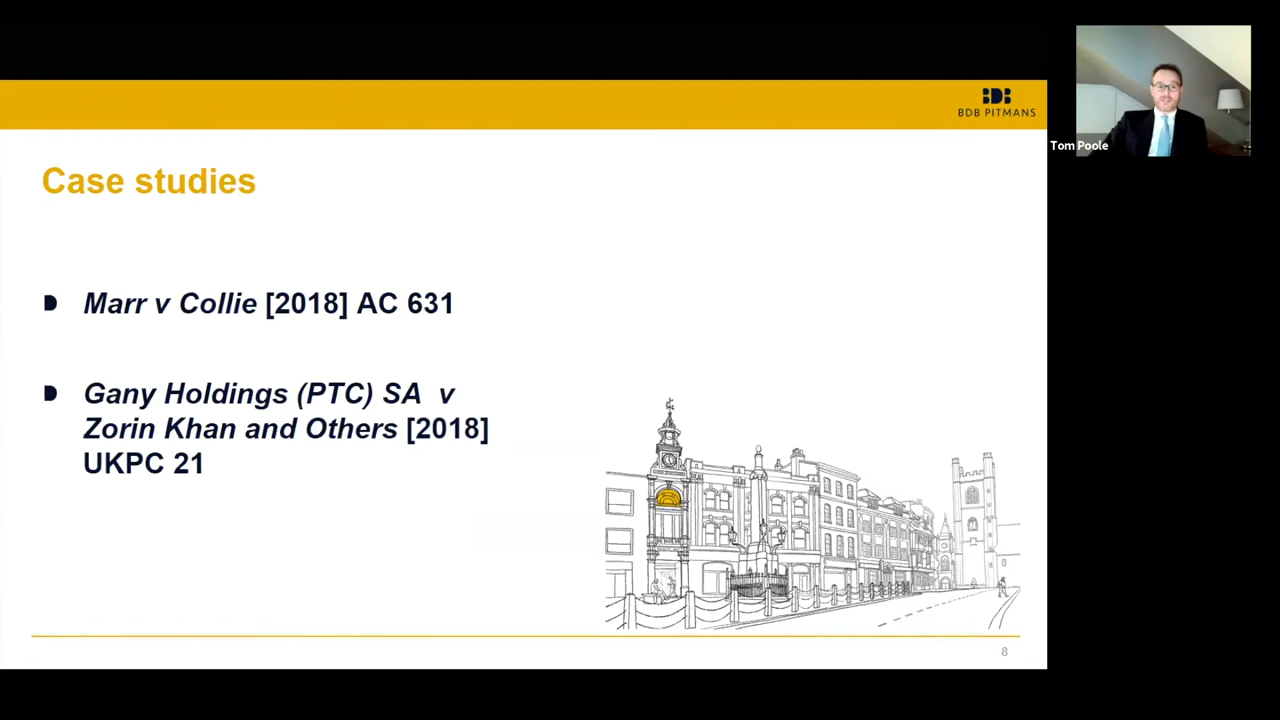 BDB
BDB PITMANS
Tom Poole
Case studies
Marr v Collie [2018] AC 631
Gany Holdings (PTC) SA v
Zorin Khan and Others [2018]
UKPC 21
8